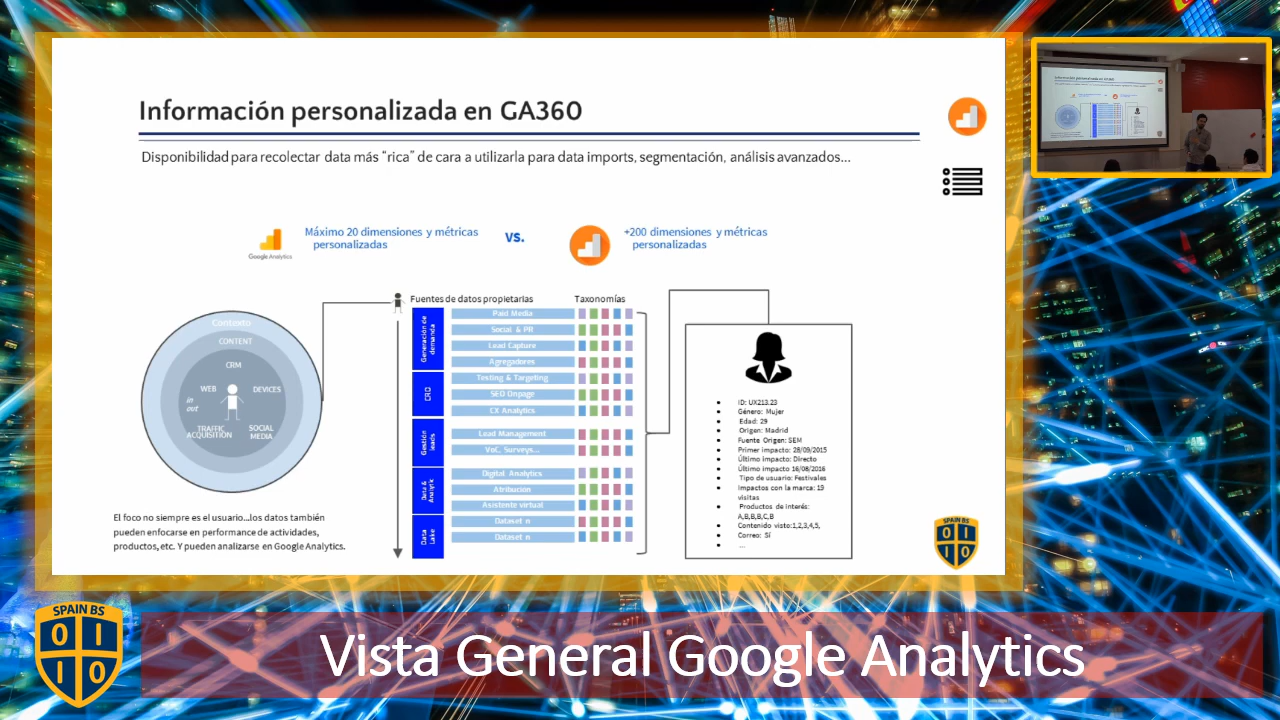 Información personalizada en GA360
Disponibilidad para recolectar data más “rica” de cara a utilizarla para data imports, segmentación, análisis avanzados...
Máximo 20 dimensiones y métricas
personalizadas
vs.
+200 dimensiones y métricas
personalizadas
Google Analytics
Fuentes de datos propietarias
Taxonomías
Contexto
CONTENT
CRM
WEB
DEVICES
in
out
TRAFFIC
ACQUISITION
SOCIAL
MEDIA
Generación de
demanda
Paid Media
Social & PR
Lead Capture
Agregadores
CRO
Testing & Targeting
SEO Onpage
CX Analytics
Gestión
leads
Lead Management
VoC, Surveys...
Data &
Analytic
Digital Analytics
Atribución
Asistente virtual
Data
Lake
Dataset n
Dataset n
ID: UX213.23
Género: Mujer
Edad: 29
Origen: Madrid
Fuente Origen: SEM
Primer impacto: 28/09/2015
Último impacto: Directo
Último impacto 16/08/2016
Tipo de usuario: Festivales
Impactos con la marca: 19
visitas
Productos de interés:
A,B,B,B,C,B
Contenido visto:1,2,3,4,5,
Correo: Sí
...
El foco no siempre es el usuario...los datos también
pueden enfocarse en performance de actividades,
productos, etc. Y pueden analizarse en Google Analytics.
SPAIN BS
O I
I O
SPAIN BS
O I
I O
Vista General Google Analytics